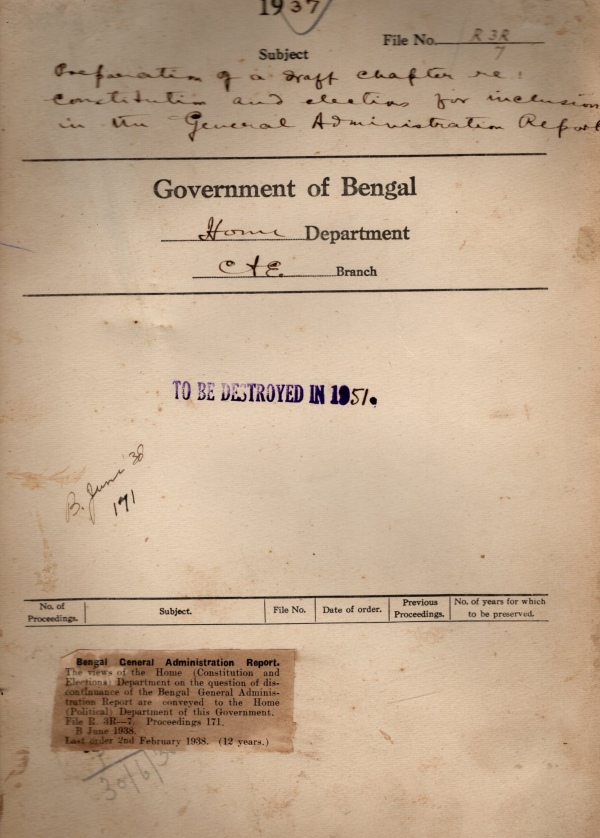 1937
File No. R 3R
7
Subject
Preparation of a draft chapter re:
constitution and elections for inclusion
in the General Administration Report
Government of Bengal
Home Department
C & E. Branch
TO BE DESTROYED IN 1951.
B. June '38
171
No. of Proceedings.
Subject.
File No.
Date of order.
Previous Proceedings.
No. of years for which to be preserved.
Bengal General Administration Report.
The views of the Home (Constitution and
Elections) Department on the question of dis-
continuance of the Bengal General Adminis-
tration Report are conveyed to the Home
(Political) Department of this Government.
File R. 3R—7. Proceedings 171.
B June 1938.
Last order 2nd February 1938. (12 years.)
30/6/3